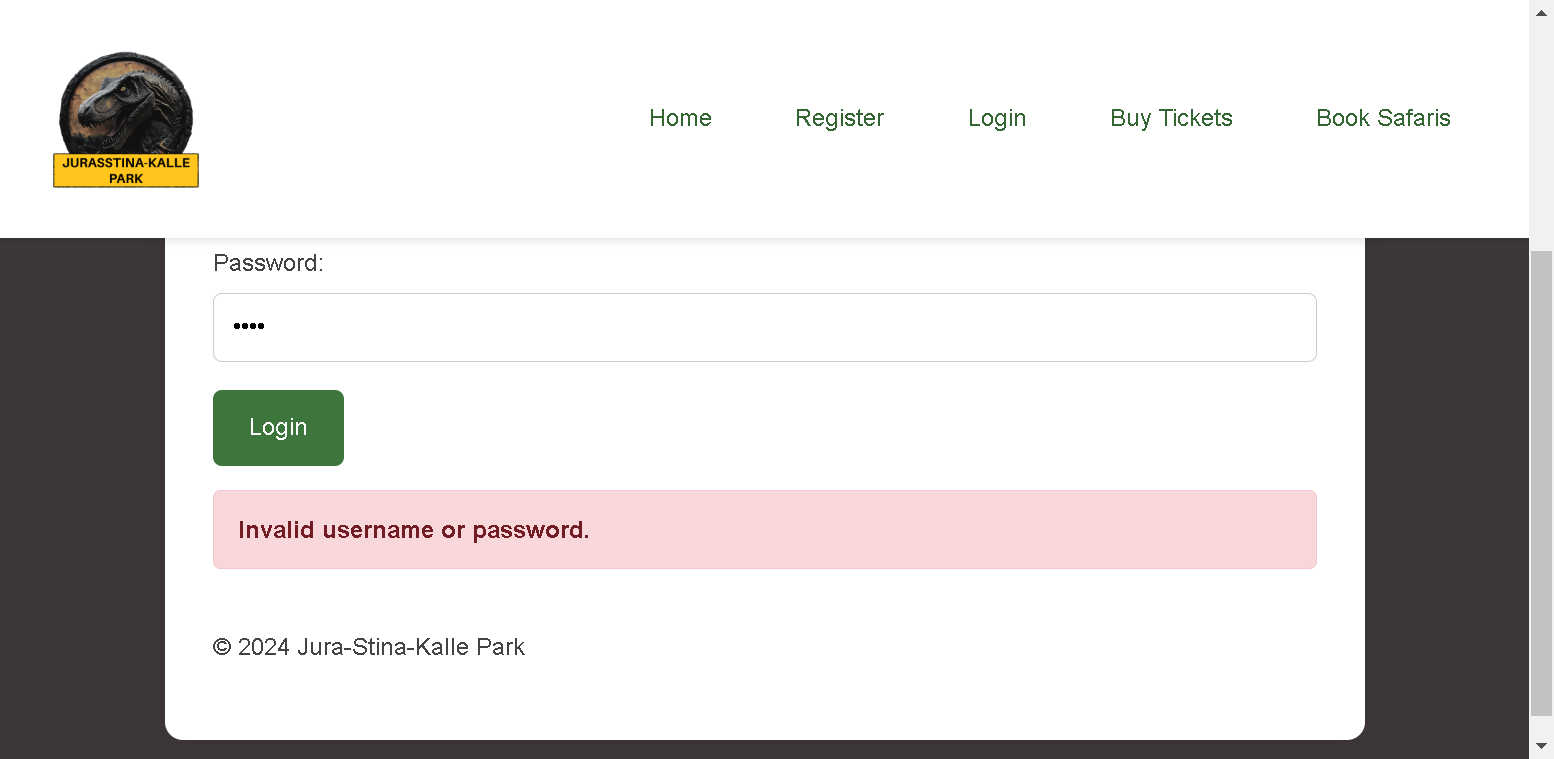 JURASSTINA-KALLE
PARK
Home Register Login Buy Tickets Book Safaris
Password:
••••
Login
Invalid username or password.
© 2024 Jura-Stina-Kalle Park